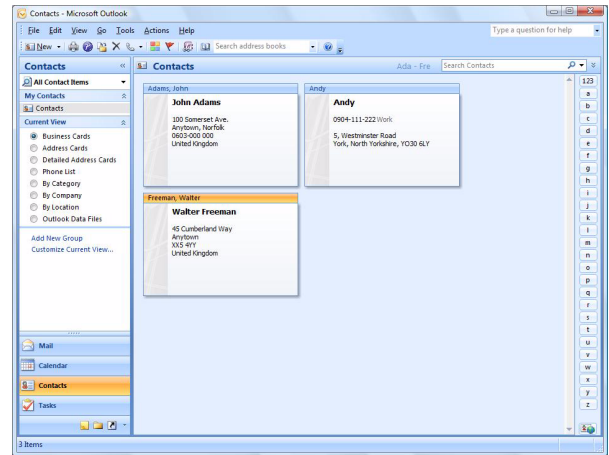 Contacts - Microsoft Outlook
File Edit View Go Tools Actions Help
Type a question for help
New
Search address books
Contacts «
All Contact Items
My Contacts
Contacts
Current View
Business Cards
Address Cards
Detailed Address Cards
Phone List
By Category
By Company
By Location
Outlook Data Files
Add New Group
Customize Current View...
Mail
Calendar
Contacts
Tasks
Contacts
Ada - Fre
Search Contacts
Adams, John
John Adams
100 Somerset Ave.
Anytown, Norfolk
0603-000 000
United Kingdom
Andy
Andy
0904-111-222 Work
5, Westminster Road
York, North Yorkshire, YO30 6LY
Freeman, Walter
Walter Freeman
45 Cumberland Way
Anytown
XX5 4YY
United Kingdom
123
a
b
c
d
e
f
g
h
i
j
k
l
m
n
o
p
q
r
s
t
u
v
w
x
y
z
3 Items